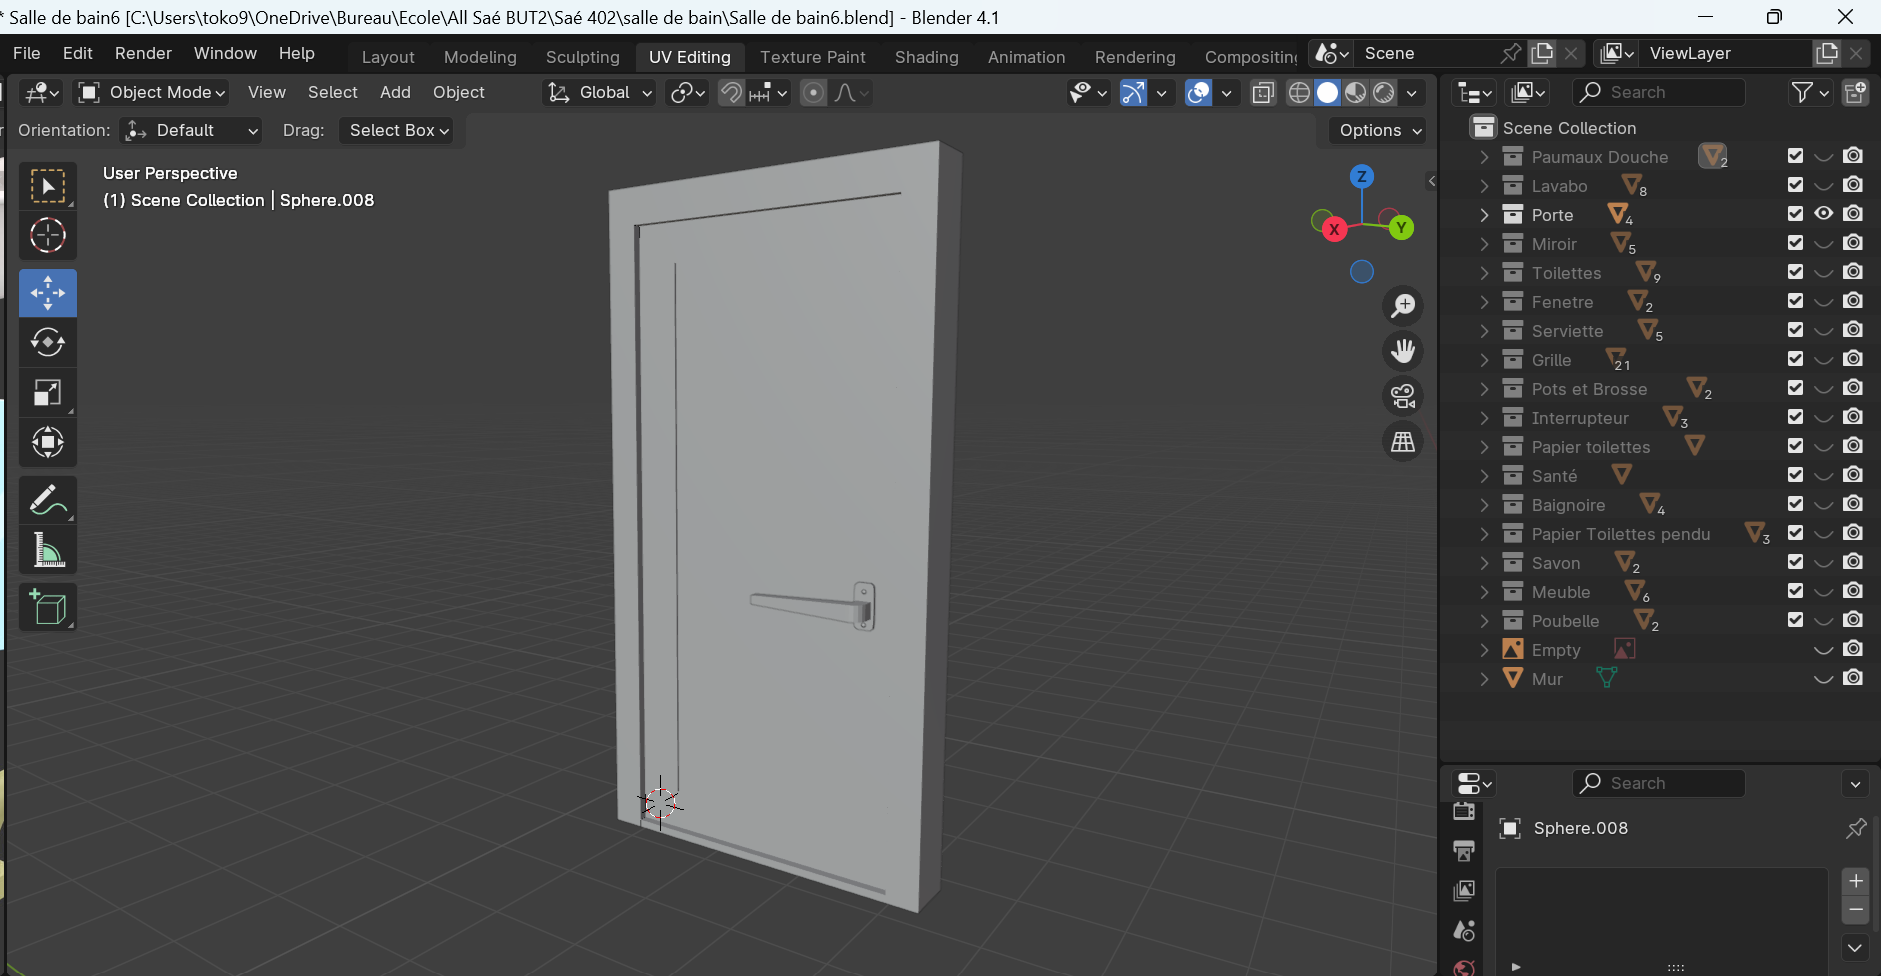 * Salle de bain6 [C:\Users\toko9\OneDrive\Bureau\Ecole\All Saé BUT2\Saé 402\salle de bain\Salle de bain6.blend] - Blender 4.1
File Edit Render Window Help Layout Modeling Sculpting UV Editing Texture Paint Shading Animation Rendering Compositing Scene ViewLayer
Object Mode View Select Add Object Global Search
Orientation: Default Drag: Select Box Options
User Perspective
(1) Scene Collection | Sphere.008
Z
X
Y
Scene Collection
Paumaux Douche 2
Lavabo 8
Porte 4
Miroir 5
Toilettes 9
Fenetre 2
Serviette 5
Grille 21
Pots et Brosse 2
Interrupteur 3
Papier toilettes
Santé
Baignoire 4
Papier Toilettes pendu 3
Savon 2
Meuble 6
Poubelle 2
Empty
Mur
Search
Sphere.008